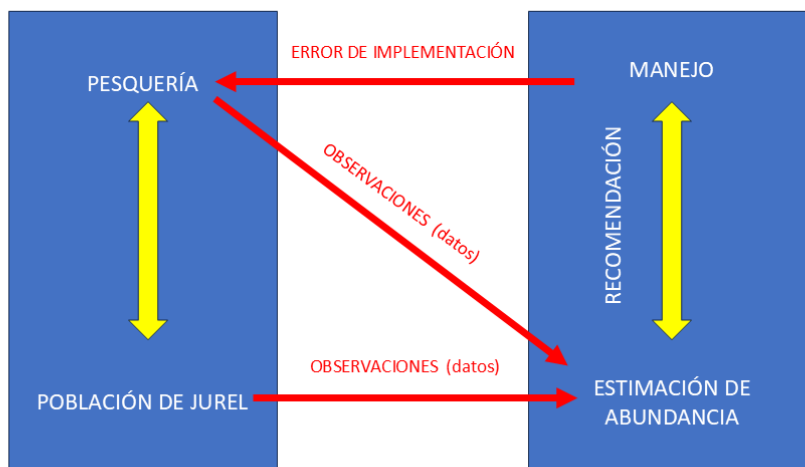 ERROR DE IMPLEMENTACIÓN
PESQUERÍA
MANEJO
OBSERVACIONES (datos)
RECOMENDACIÓN
OBSERVACIONES (datos)
POBLACIÓN DE JUREL
ESTIMACIÓN DE
ABUNDANCIA